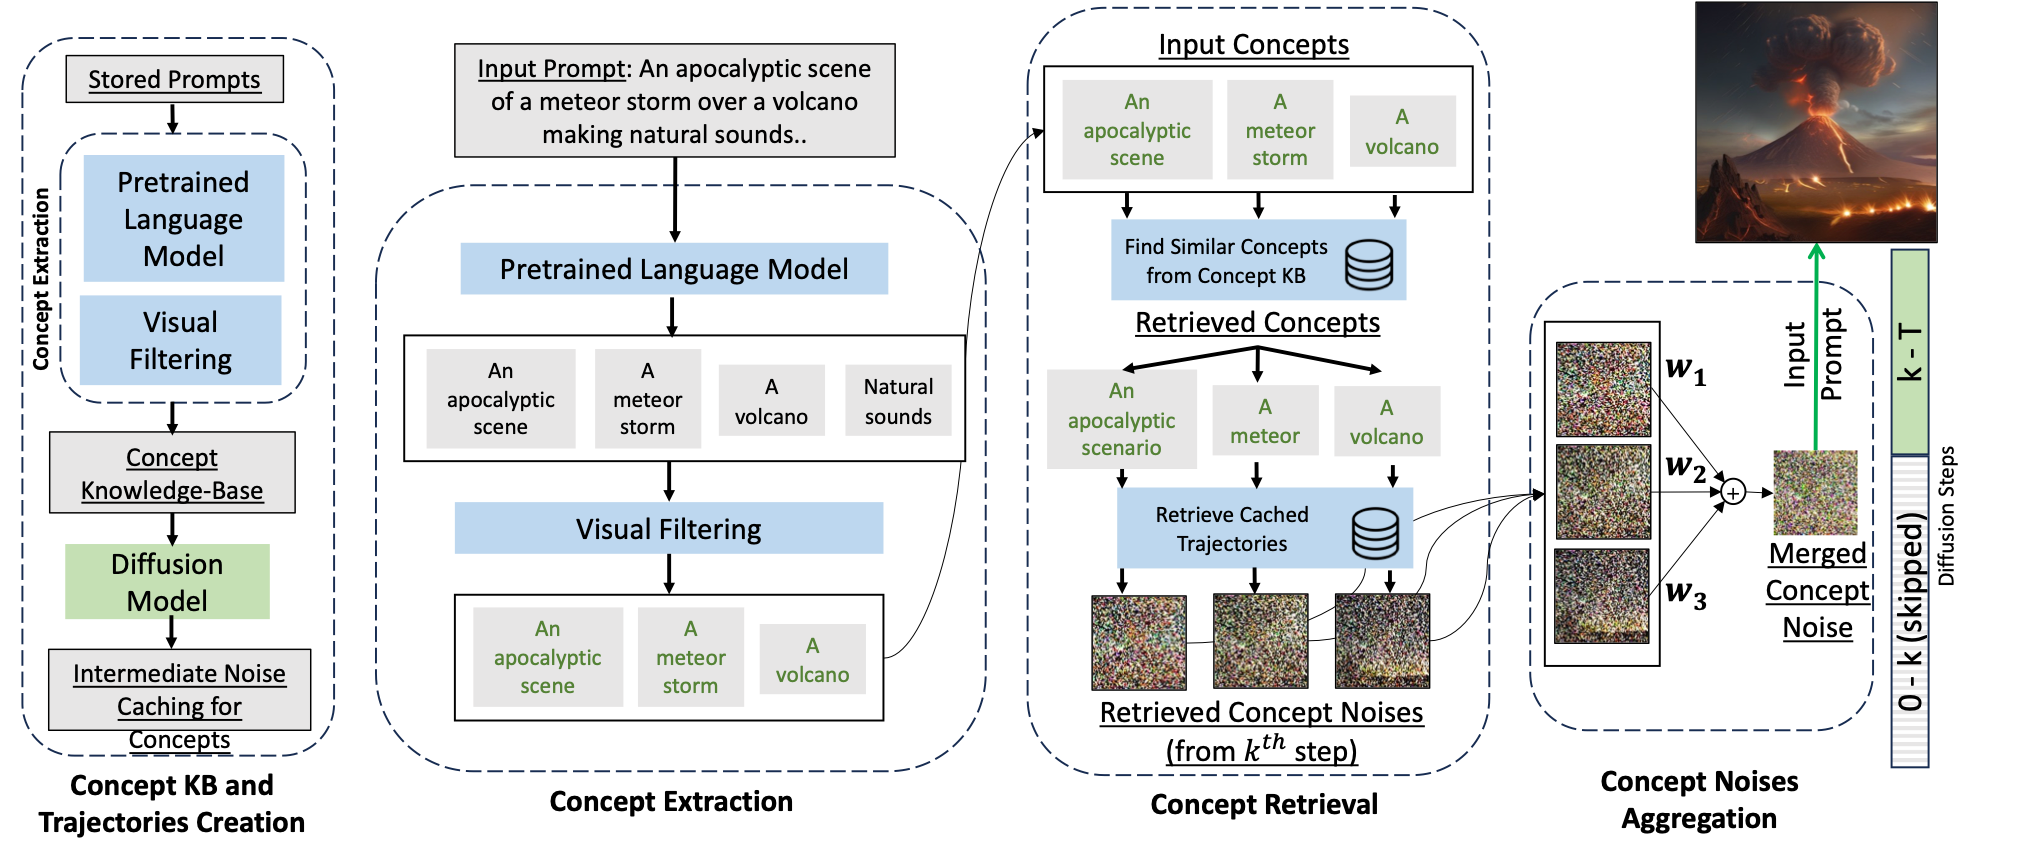 Stored Prompts
Concept Extraction
Pretrained
Language
Model
Visual
Filtering
Concept
Knowledge-Base
Diffusion
Model
Intermediate Noise
Caching for
Concepts
Concept KB and
Trajectories Creation
Input Prompt: An apocalyptic scene
of a meteor storm over a volcano
making natural sounds..
Pretrained Language Model
An
apocalyptic
scene
A
meteor
storm
A
volcano
Natural
sounds
Visual Filtering
An
apocalyptic
scene
A
meteor
storm
A
volcano
Concept Extraction
Input Concepts
An
apocalyptic
scene
A
meteor
storm
A
volcano
Find Similar Concepts
from Concept KB
Retrieved Concepts
An
apocalyptic
scenario
A
meteor
A
volcano
Retrieve Cached
Trajectories
Retrieved Concept Noises
(from k^th step)
Concept Retrieval
w1
w2
w3
+
Input
Prompt
Merged
Concept
Noise
k - T
0 - k (skipped)
Diffusion Steps
Concept Noises
Aggregation